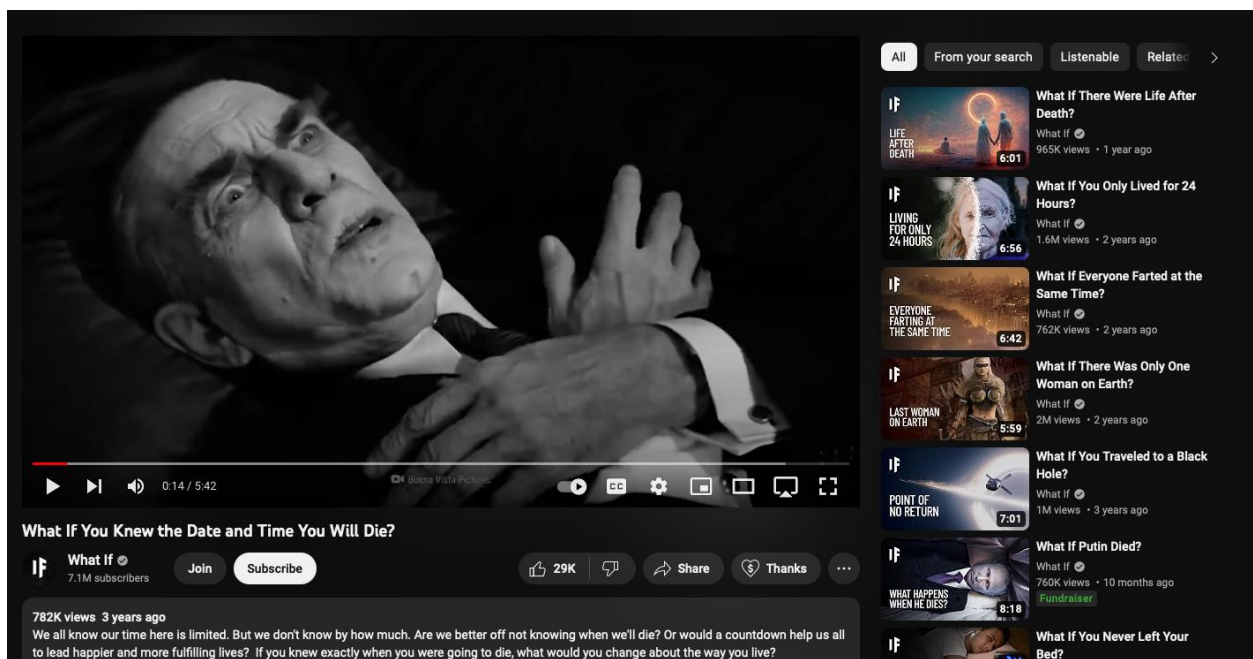 Buena Vista Pictures
0:14 / 5:42
CC
What If You Knew the Date and Time You Will Die?
IF
What If
7.1M subscribers
Join
Subscribe
29K
Share
Thanks
782K views 3 years ago
We all know our time here is limited. But we don't know by how much. Are we better off not knowing when we'll die? Or would a countdown help us all
to lead happier and more fulfilling lives? If you knew exactly when you were going to die, what would you change about the way you live?
All
From your search
Listenable
Related
IF
LIFE
AFTER
DEATH
6:01
What If There Were Life After
Death?
What If
965K views • 1 year ago
IF
LIVING
FOR ONLY
24 HOURS
6:56
What If You Only Lived for 24
Hours?
What If
1.6M views • 2 years ago
IF
EVERYONE
FARTING AT
THE SAME TIME
6:42
What If Everyone Farted at the
Same Time?
What If
762K views • 2 years ago
IF
LAST WOMAN
ON EARTH
5:59
What If There Was Only One
Woman on Earth?
What If
2M views • 2 years ago
IF
POINT OF
NO RETURN
7:01
What If You Traveled to a Black
Hole?
What If
1M views • 3 years ago
IF
WHAT HAPPENS
WHEN HE DIES?
8:18
What If Putin Died?
What If
760K views • 10 months ago
Fundraiser
IF
What If You Never Left Your
Bed?